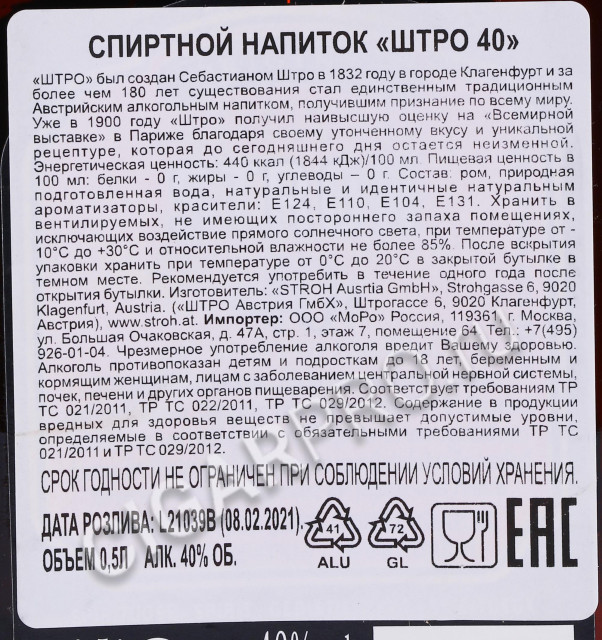 СПИРТНОЙ НАПИТОК «ШТРО 40»
«ШТРО» был создан Себастианом Штро в 1832 году в городе Клагенфурт и за
более чем 180 лет существования стал единственным традиционным
Австрийским алкогольным напитком, получившим признание по всему миру.
Уже в 1900 году «Штро» получил наивысшую оценку на «Всемирной
выставке» в Париже благодаря своему утонченному вкусу и уникальной
рецептуре, которая до сегодняшнего дня остается неизменной.
Энергетическая ценность: 440 ккал (1844 кДж)/100 мл. Пищевая ценность в
100 мл: белки - 0 г, жиры - 0 г, углеводы – 0 г. Состав: ром, природная
подготовленная вода, натуральные и идентичные натуральным
ароматизаторы, красители: Е124, Е110, Е104, Е131. Хранить в
вентилируемых, не имеющих постороннего запаха помещениях,
исключающих воздействие прямого солнечного света, при температуре от -
10°С до +30°С и относительной влажности не более 85%. После вскрытия
упаковки хранить при температуре от 0°С до 20°С в закрытой бутылке в
темном месте. Рекомендуется употребить в течение одного года после
открытия бутылки. Изготовитель: «STROH Ausrtia GmbH», Strohgasse 6, 9020
Klagenfurt, Austria. («ШТРО Австрия ГмбХ», Штрогассе 6, 9020 Клагенфурт,
Австрия), www.stroh.at. Импортер: ООО «МоРо» Россия, 119361, г. Москва,
ул. Большая Очаковская, д. 47А, стр. 1, этаж 7, помещение 64, Тел.: +7(495)
926-01-04. Чрезмерное употребление алкоголя вредит Вашему здоровью.
Алкоголь противопоказан детям и подросткам до 18 лет, беременным и
кормящим женщинам, лицам с заболеванием центральной нервной системы,
почек, печени и других органов пищеварения. Соответствует требованиям ТР
ТС 021/2011, ТР ТС 022/2011, ТР ТС 029/2012. Содержание в продукции
вредных для здоровья веществ не превышает допустимые уровни,
определяемые в соответствии с обязательными требованиями ТР ТС
021/2011 и ТР ТС 029/2012.
СРОК ГОДНОСТИ НЕ ОГРАНИЧЕН ПРИ СОБЛЮДЕНИИ УСЛОВИЙ ХРАНЕНИЯ.
ДАТА РОЗЛИВА: L21039B (08.02.2021).
ОБЪЕМ 0,5Л АЛК. 40% ОБ.
41
ALU
72
GL
ЕАС
CIGARPRO.RU